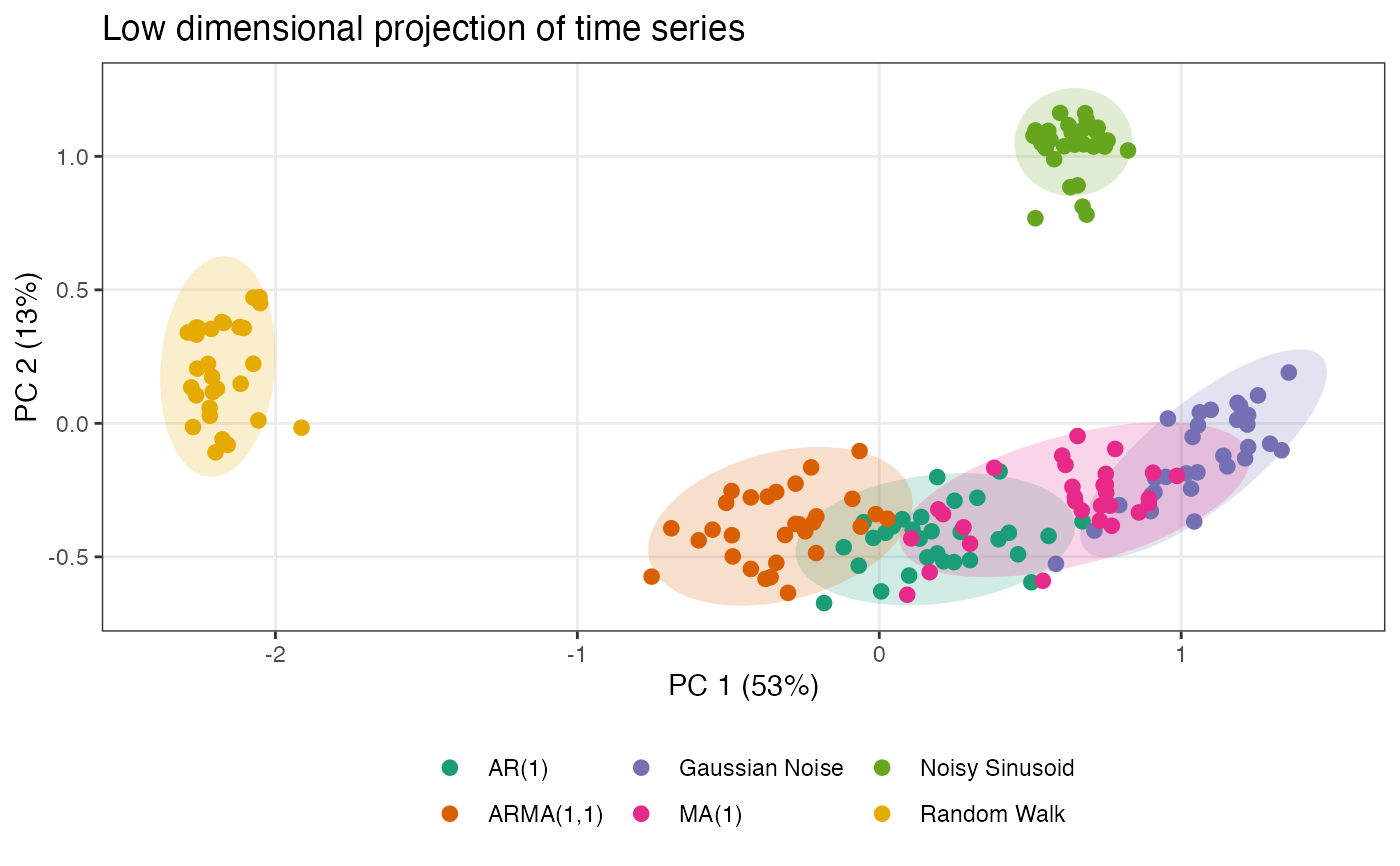 Low dimensional projection of time series
PC 2 (13%)
1.0
0.5
0.0
-0.5
-2
-1
0
1
PC 1 (53%)
AR(1)
Gaussian Noise
Noisy Sinusoid
ARMA(1,1)
MA(1)
Random Walk